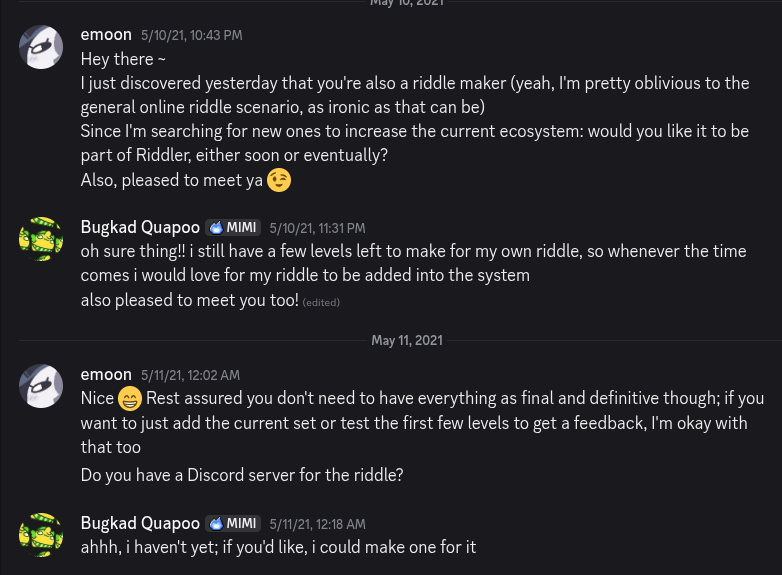 May 10, 2021
emoon 5/10/21, 10:43 PM
Hey there ~
I just discovered yesterday that you're also a riddle maker (yeah, I'm pretty oblivious to the
general online riddle scenario, as ironic as that can be)
Since I'm searching for new ones to increase the current ecosystem: would you like it to be
part of Riddler, either soon or eventually?
Also, pleased to meet ya 😉
Bugkad Quapoo MIMI 5/10/21, 11:31 PM
oh sure thing!! i still have a few levels left to make for my own riddle, so whenever the time
comes i would love for my riddle to be added into the system
also pleased to meet you too! (edited)
May 11, 2021
emoon 5/11/21, 12:02 AM
Nice 😁 Rest assured you don't need to have everything as final and definitive though; if you
want to just add the current set or test the first few levels to get a feedback, I'm okay with
that too
Do you have a Discord server for the riddle?
Bugkad Quapoo MIMI 5/11/21, 12:18 AM
ahhh, i haven't yet; if you'd like, i could make one for it